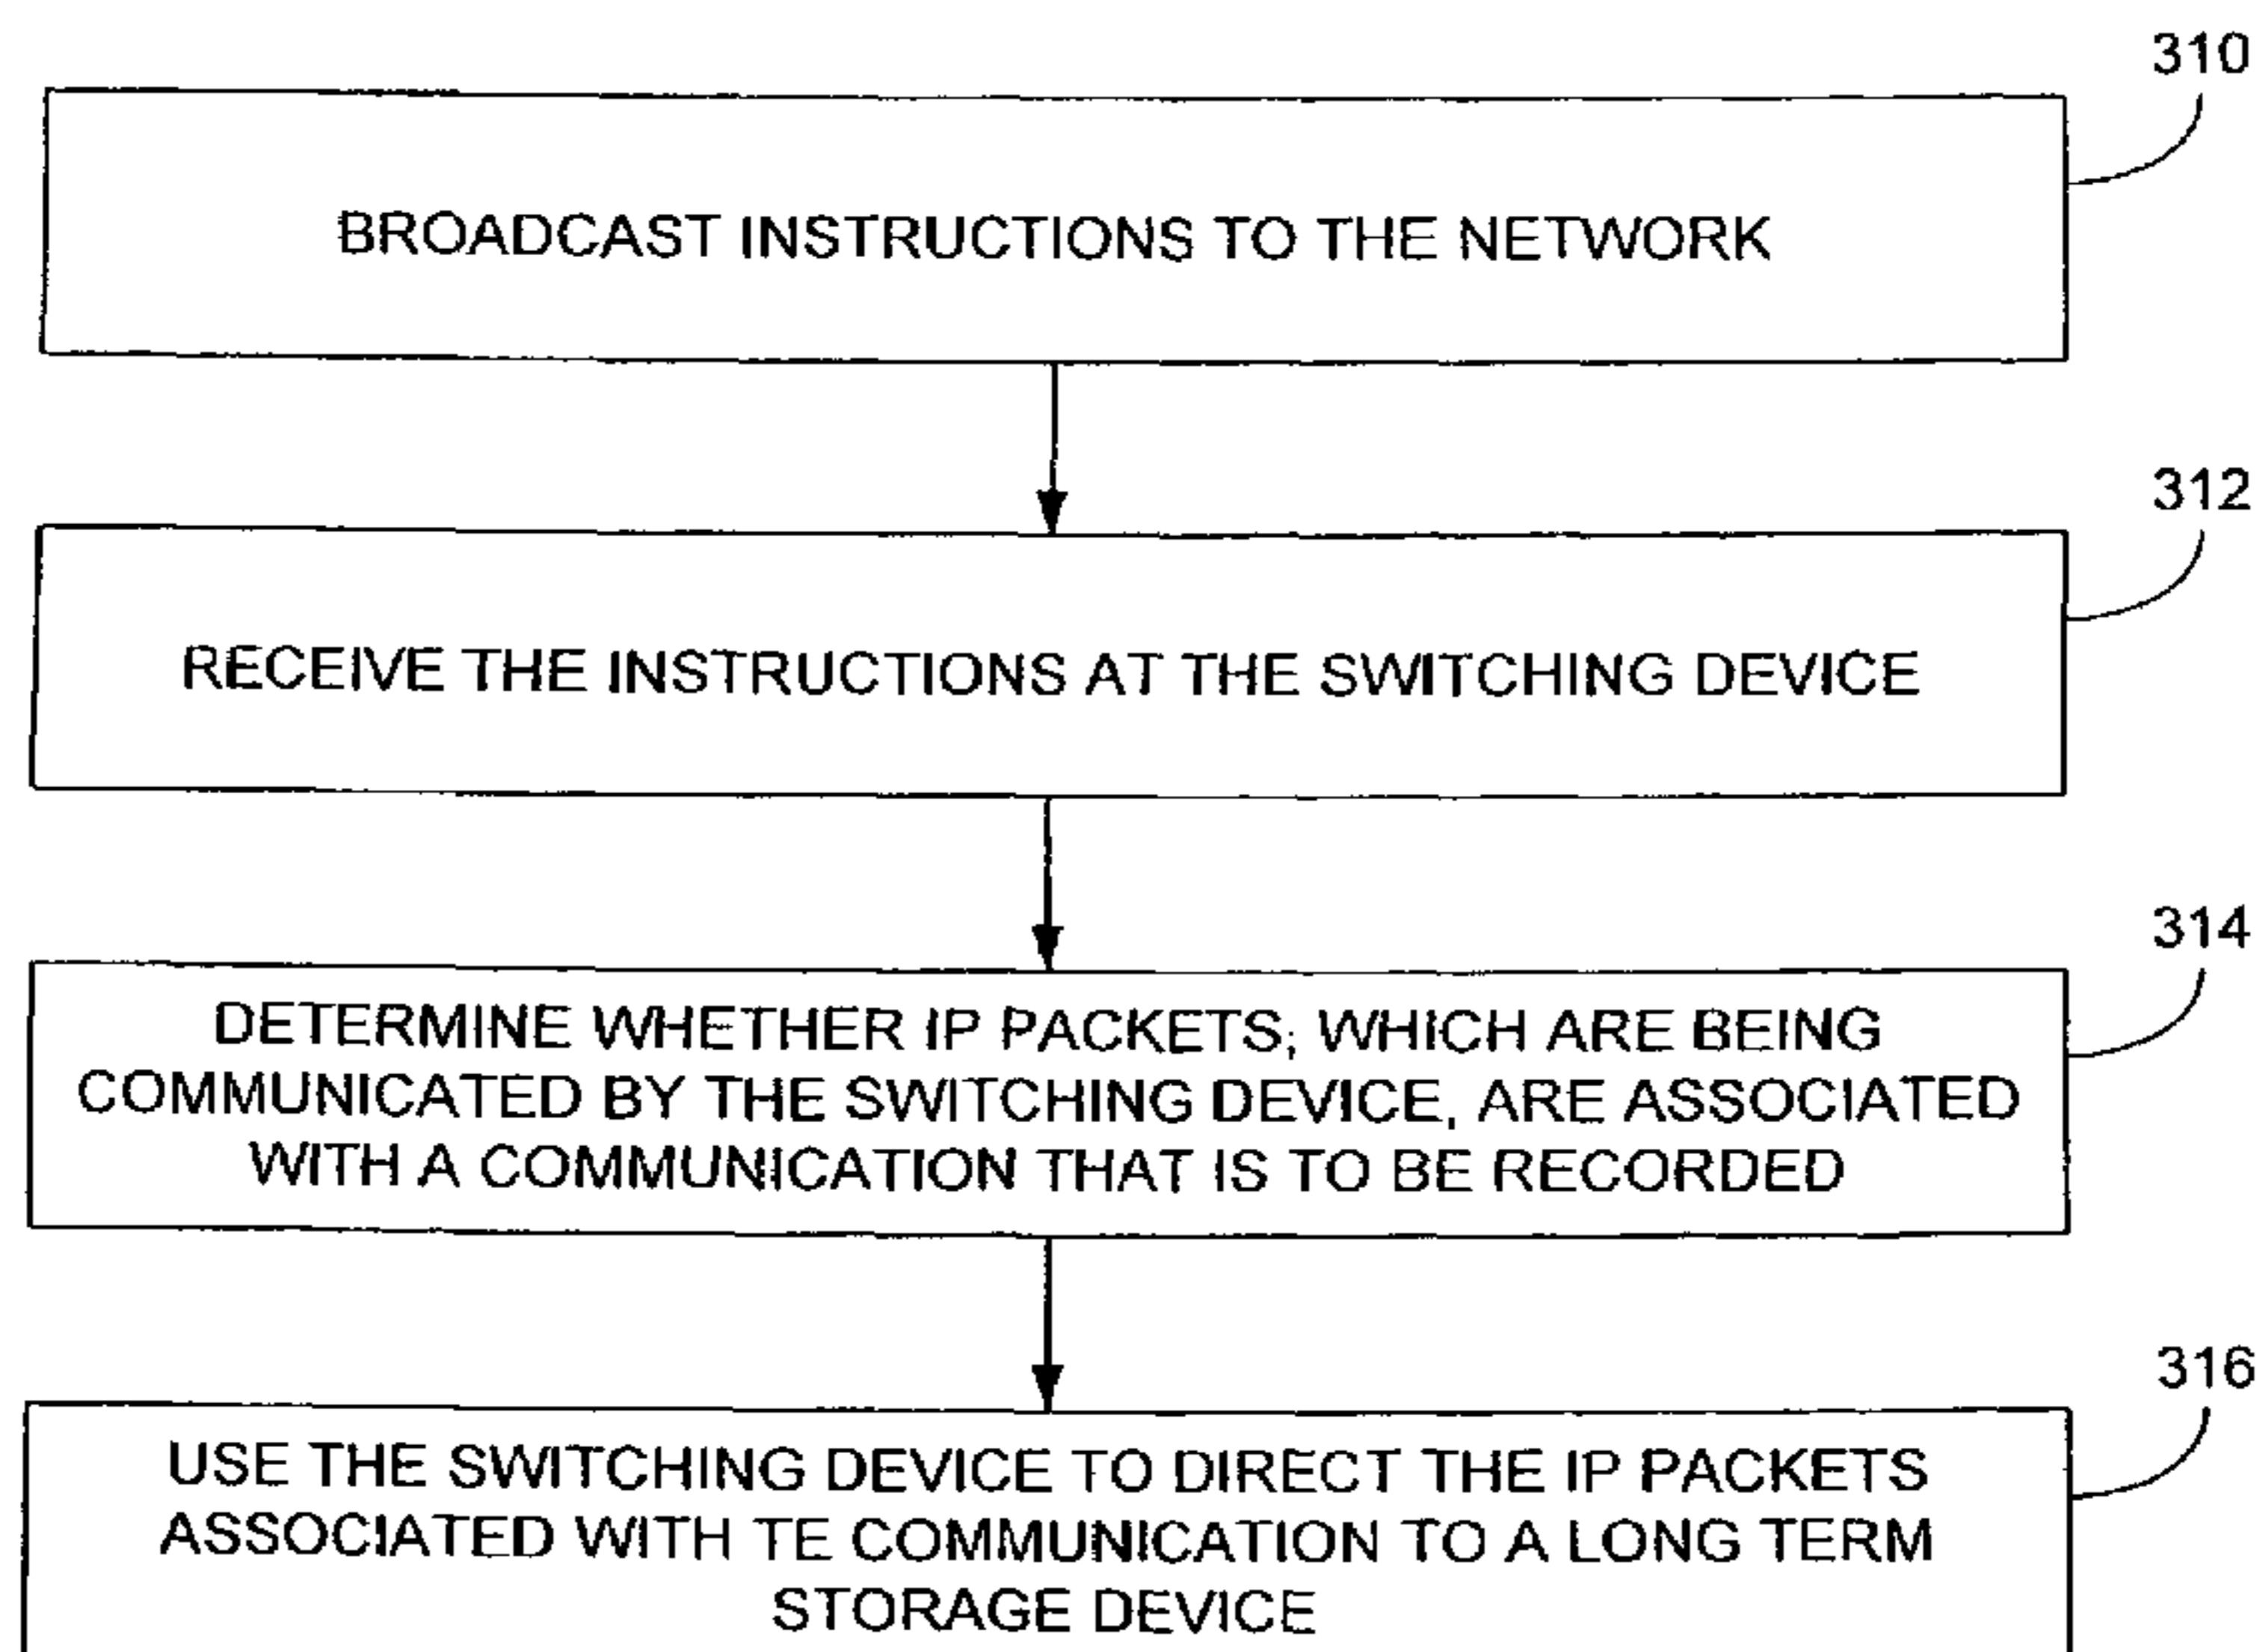 310
BROADCAST INSTRUCTIONS TO THE NETWORK
312
RECEIVE THE INSTRUCTIONS AT THE SWITCHING DEVICE
314
DETERMINE WHETHER IP PACKETS; WHICH ARE BEING
COMMUNICATED BY THE SWITCHING DEVICE, ARE ASSOCIATED
WITH A COMMUNICATION THAT IS TO BE RECORDED
316
USE THE SWITCHING DEVICE TO DIRECT THE IP PACKETS
ASSOCIATED WITH TE COMMUNICATION TO A LONG TERM
STORAGE DEVICE